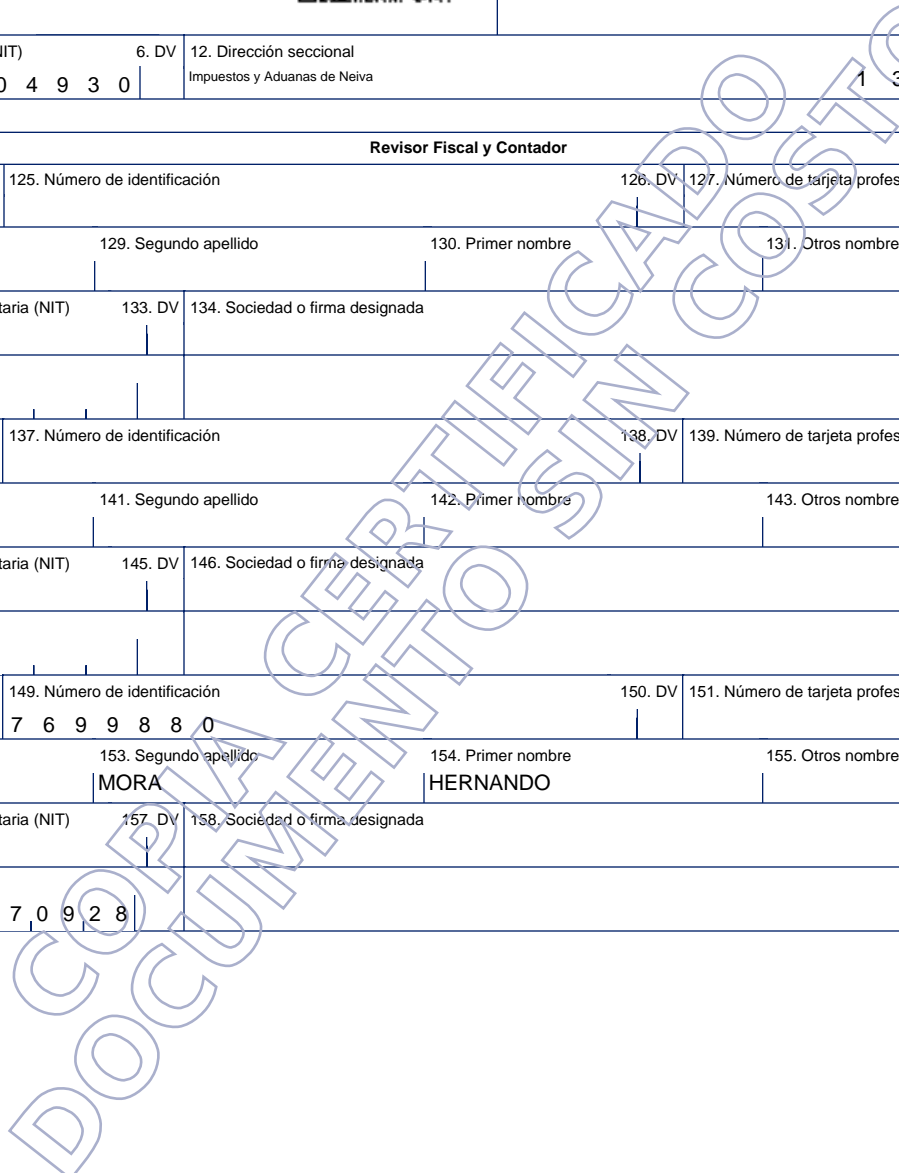 6. DV 12. Dirección seccional
4 9 3 0 Impuestos y Aduanas de Neiva 1
Revisor Fiscal y Contador
125. Número de identificación 126. DV 127. Número de tarjeta profes
129. Segundo apellido 130. Primer nombre 131. Otros nombre
taria (NIT) 133. DV 134. Sociedad o firma designada
137. Número de identificación 138. DV 139. Número de tarjeta profes
141. Segundo apellido 142. Primer nombre 143. Otros nombre
taria (NIT) 145. DV 146. Sociedad o firma designada
149. Número de identificación 150. DV 151. Número de tarjeta profes
7 6 9 9 8 8 0
153. Segundo apellido 154. Primer nombre 155. Otros nombre
MORA HERNANDO
taria (NIT) 157. DV 158. Sociedad o firma designada
7 0 9 2 8
COPIA CERTIFICADO
DOCUMENTO SIN COSTO